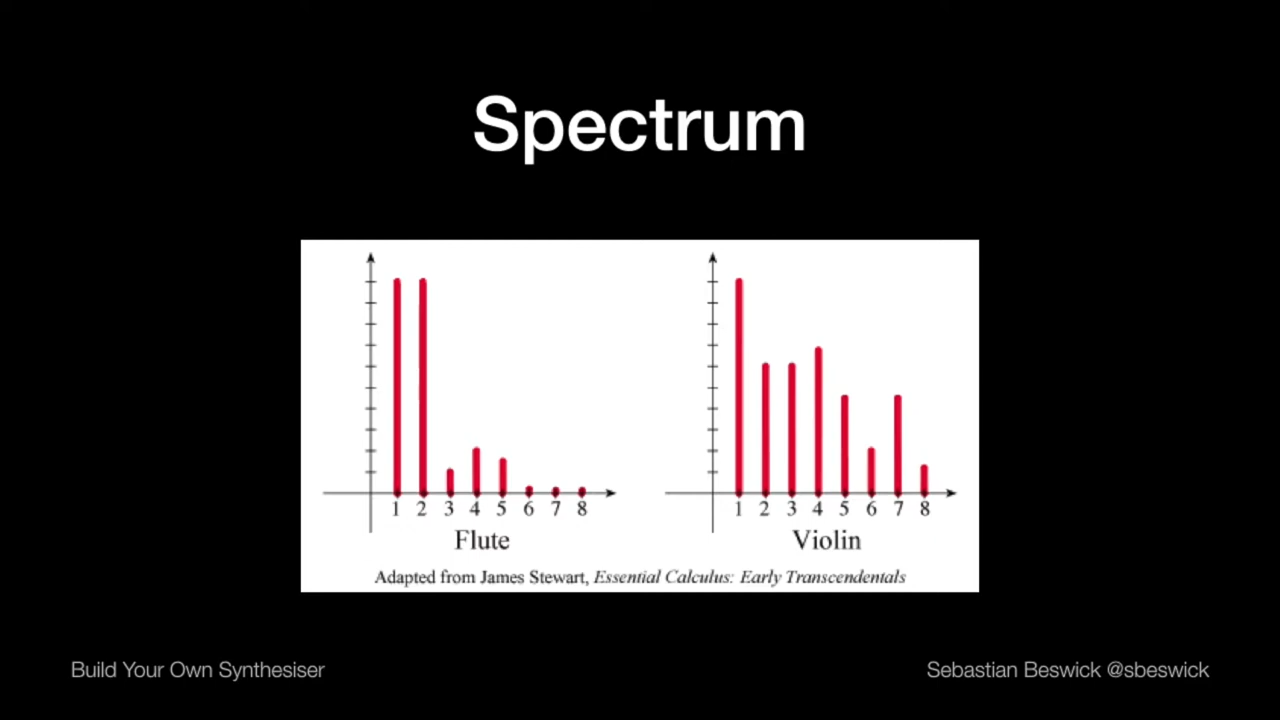 Spectrum
1 2 3 4 5 6 7 8
Flute
1 2 3 4 5 6 7 8
Violin
Adapted from James Stewart, Essential Calculus: Early Transcendentals
Build Your Own Synthesiser
Sebastian Beswick @sbeswick